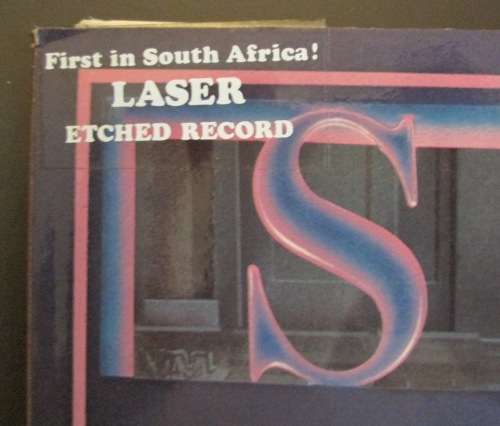 First in South Africa!
LASER
ETCHED RECORD
S